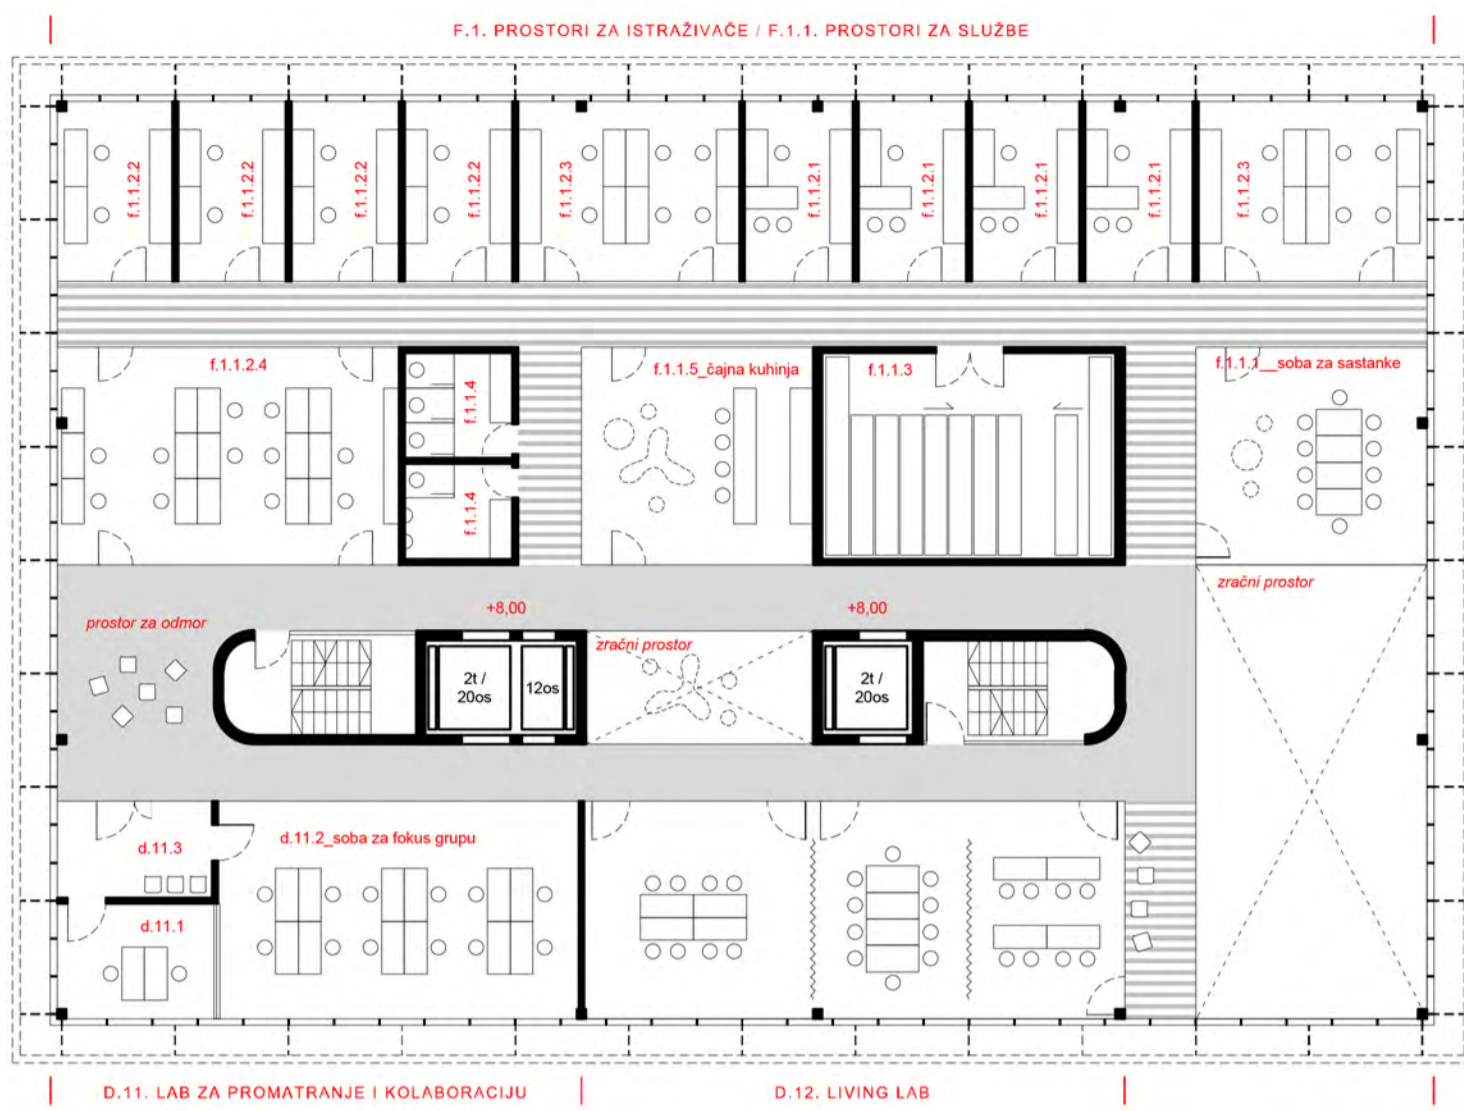 F.1. PROSTORI ZA ISTRAŽIVAČE / F.1.1. PROSTORI ZA SLUŽBE
f.1.1.2.2
f.1.1.2.2
f.1.1.2.2
f.1.1.2.2
f.1.1.2.3
f.1.1.2.1
f.1.1.2.1
f.1.1.2.1
f.1.1.2.1
f.1.1.2.3
f.1.1.2.4
f.1.1.4
f.1.1.5_čajna kuhinja
f.1.1.3
f.1.1.1__soba za sastanke
f.1.1.4
zračni prostor
+8,00
+8,00
prostor za odmor
zračni prostor
2t /
20os
12os
2t /
20os
d.11.3
d.11.2_soba za fokus grupu
d.11.1
D.11. LAB ZA PROMATRANJE I KOLABORACIJU
D.12. LIVING LAB